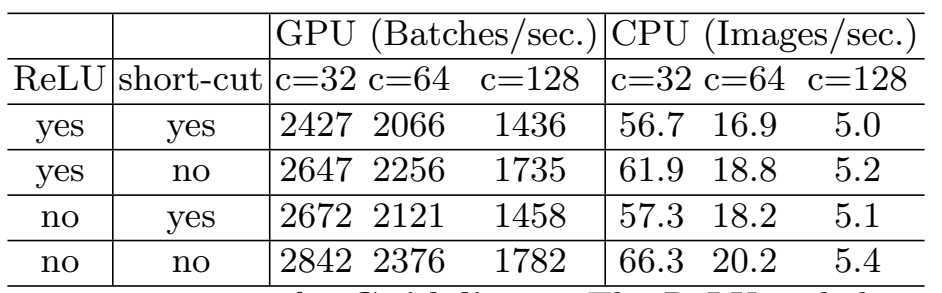 GPU (Batches/sec.) CPU (Images/sec.)
ReLU short-cut c=32 c=64 c=128 c=32 c=64 c=128
yes yes 2427 2066 1436 56.7 16.9 5.0
yes no 2647 2256 1735 61.9 18.8 5.2
no yes 2672 2121 1458 57.3 18.2 5.1
no no 2842 2376 1782 66.3 20.2 5.4